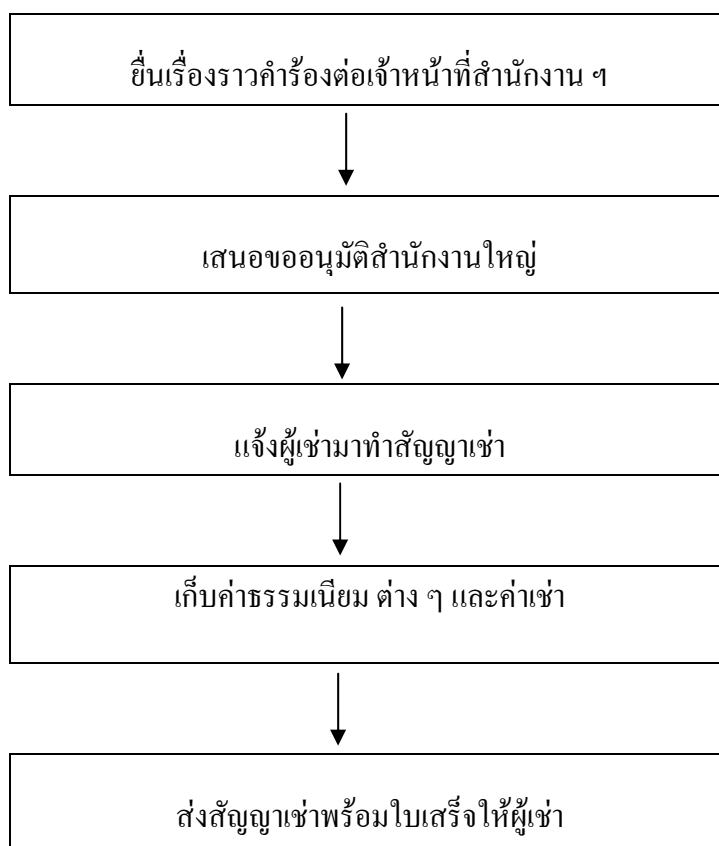 ยื่นเรื่องราวคำร้องต่อเจ้าหน้าที่สำนักงาน ฯ
เสนอขออนุมัติสำนักงานใหญ่
แจ้งผู้เช่ามาทำสัญญาเช่า
เก็บค่าธรรมเนียม ต่าง ๆ และค่าเช่า
ส่งสัญญาเช่าพร้อมใบเสร็จให้ผู้เช่า